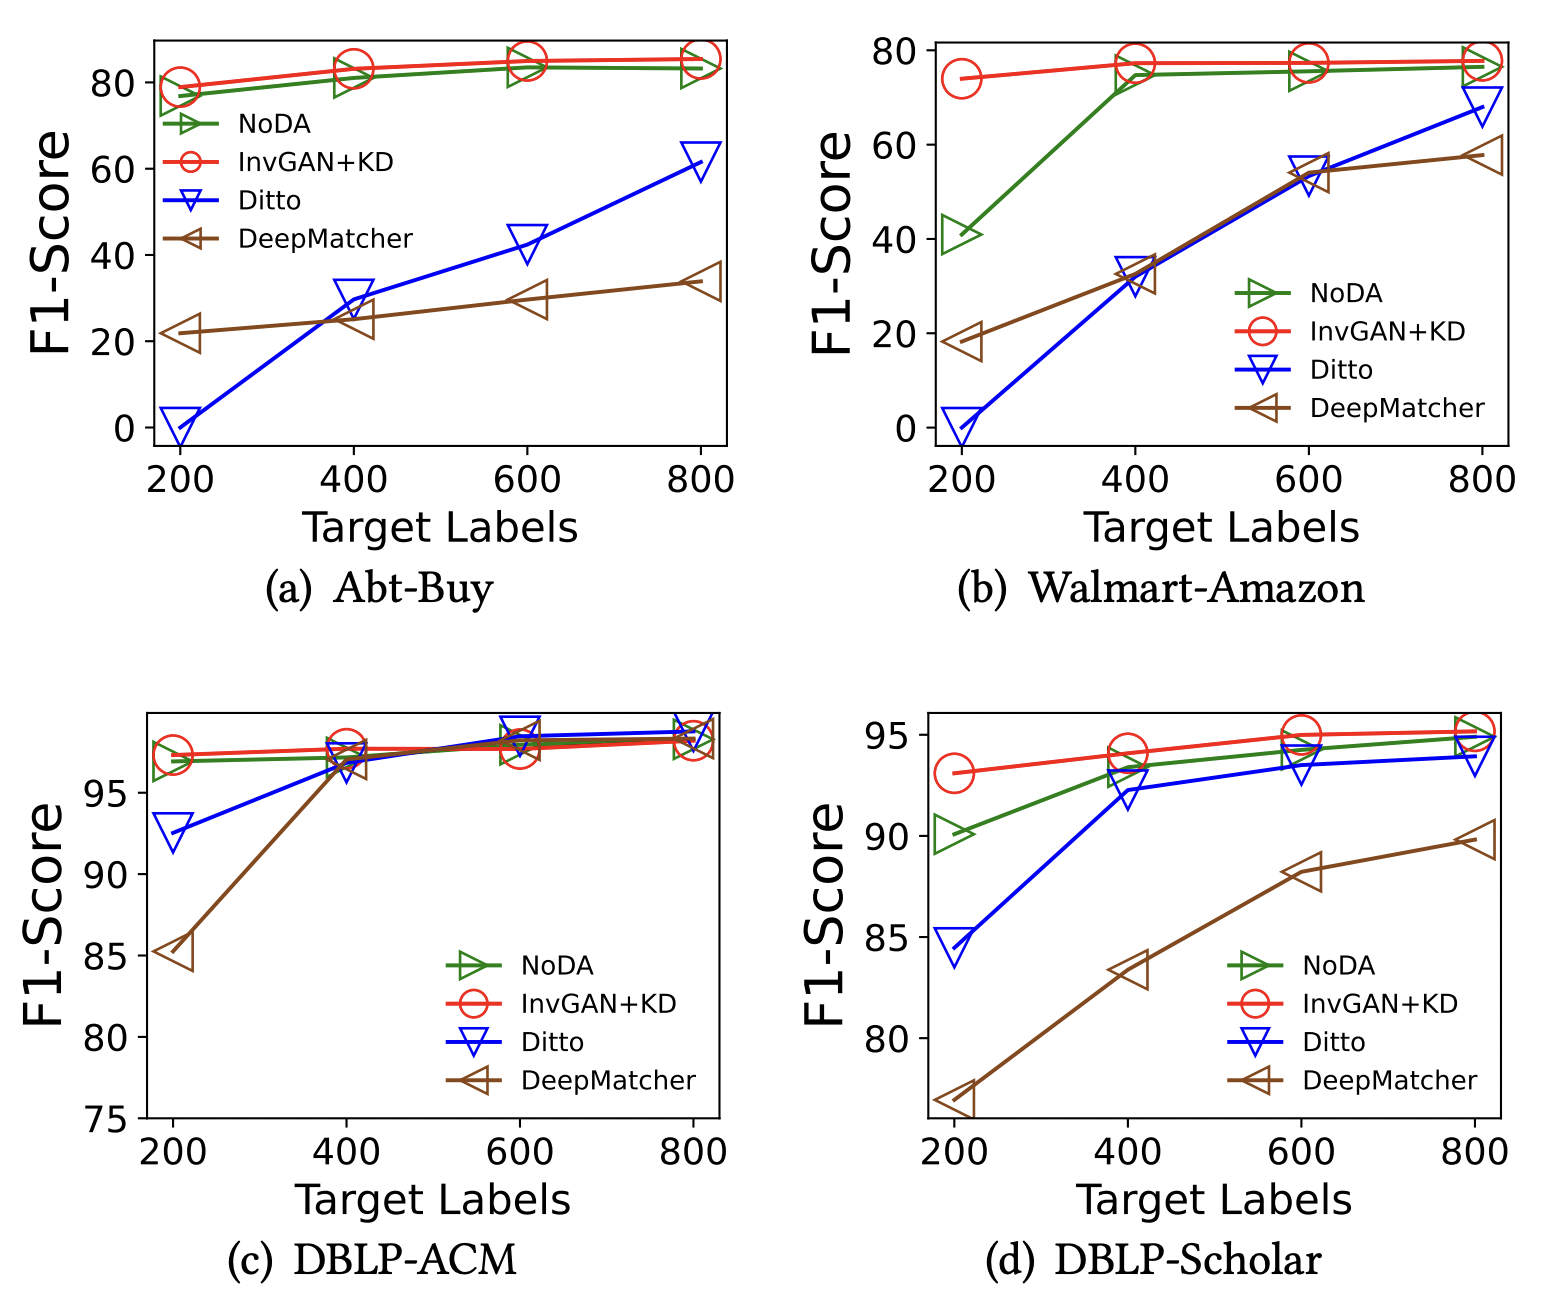 80
60
40
20
0
F1-Score
NoDA
InvGAN+KD
Ditto
DeepMatcher
200 400 600 800
Target Labels
(a) Abt-Buy
80
60
40
20
0
F1-Score
NoDA
InvGAN+KD
Ditto
DeepMatcher
200 400 600 800
Target Labels
(b) Walmart-Amazon
95
90
85
80
75
F1-Score
NoDA
InvGAN+KD
Ditto
DeepMatcher
200 400 600 800
Target Labels
(c) DBLP-ACM
95
90
85
80
F1-Score
NoDA
InvGAN+KD
Ditto
DeepMatcher
200 400 600 800
Target Labels
(d) DBLP-Scholar